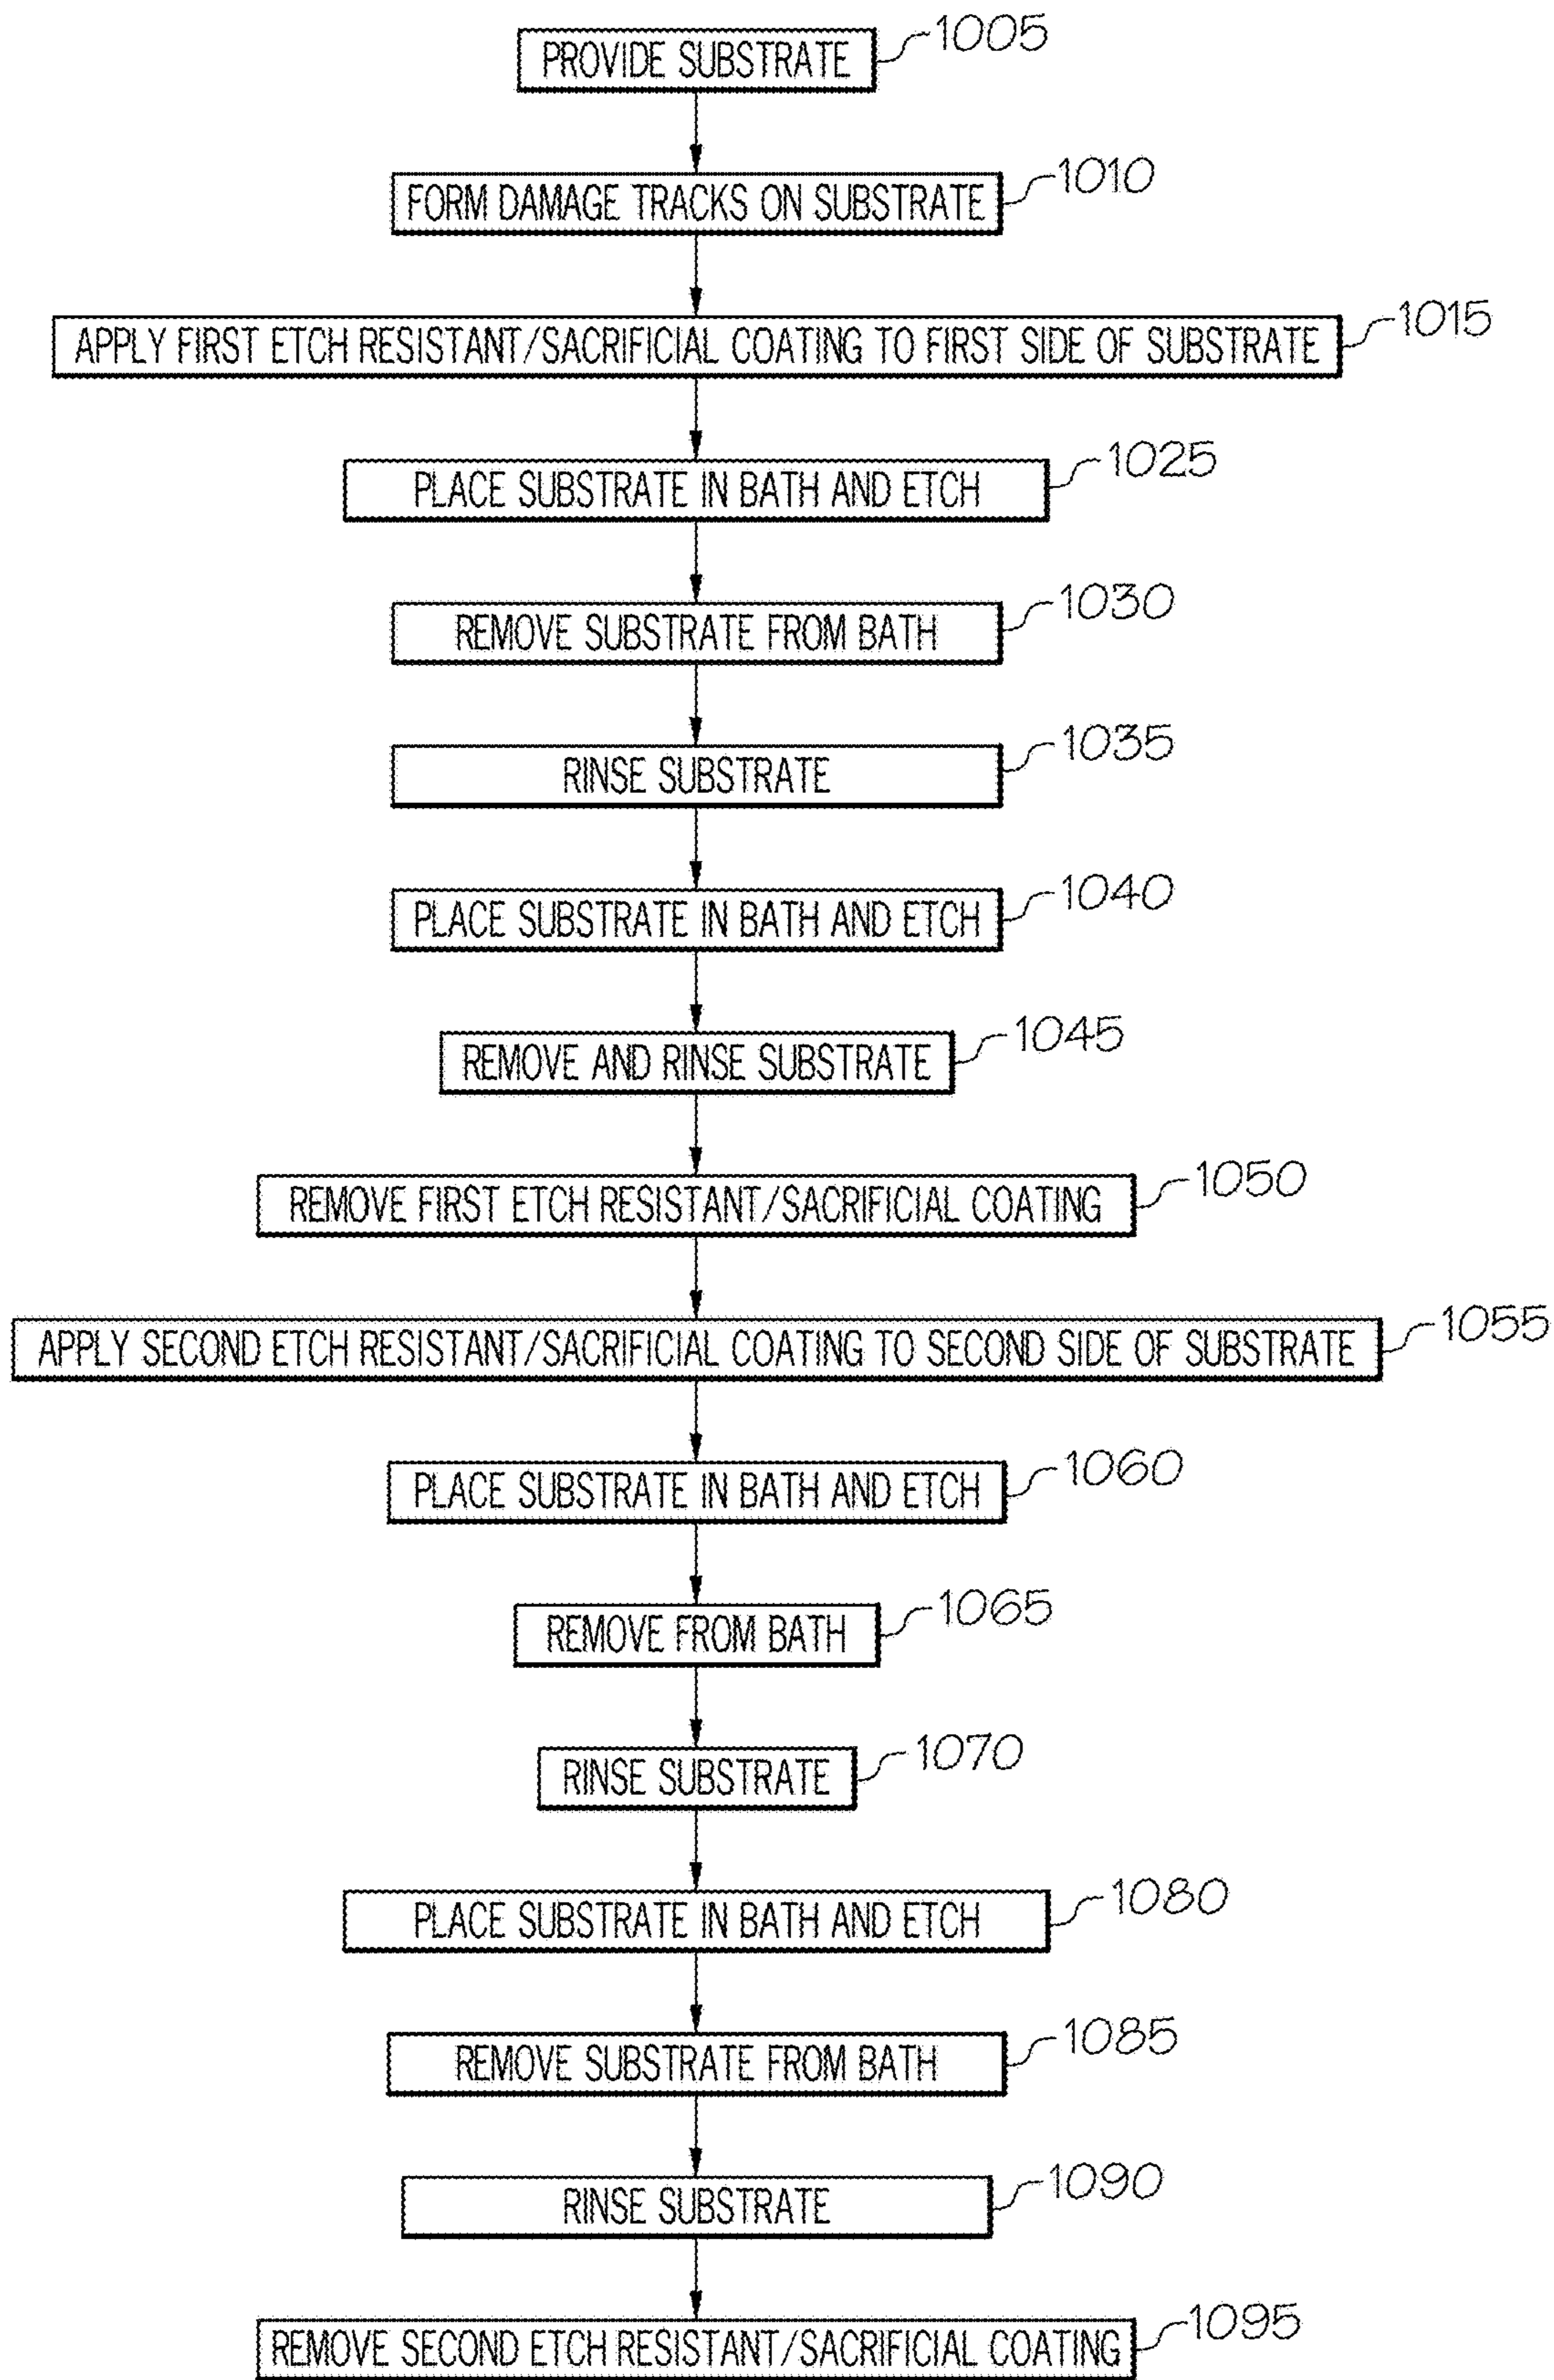 PROVIDE SUBSTRATE 1005
FORM DAMAGE TRACKS ON SUBSTRATE 1010
APPLY FIRST ETCH RESISTANT/SACRIFICIAL COATING TO FIRST SIDE OF SUBSTRATE 1015
PLACE SUBSTRATE IN BATH AND ETCH 1025
REMOVE SUBSTRATE FROM BATH 1030
RINSE SUBSTRATE 1035
PLACE SUBSTRATE IN BATH AND ETCH 1040
REMOVE AND RINSE SUBSTRATE 1045
REMOVE FIRST ETCH RESISTANT/SACRIFICIAL COATING 1050
APPLY SECOND ETCH RESISTANT/SACRIFICIAL COATING TO SECOND SIDE OF SUBSTRATE 1055
PLACE SUBSTRATE IN BATH AND ETCH 1060
REMOVE FROM BATH 1065
RINSE SUBSTRATE 1070
PLACE SUBSTRATE IN BATH AND ETCH 1080
REMOVE SUBSTRATE FROM BATH 1085
RINSE SUBSTRATE 1090
REMOVE SECOND ETCH RESISTANT/SACRIFICIAL COATING 1095